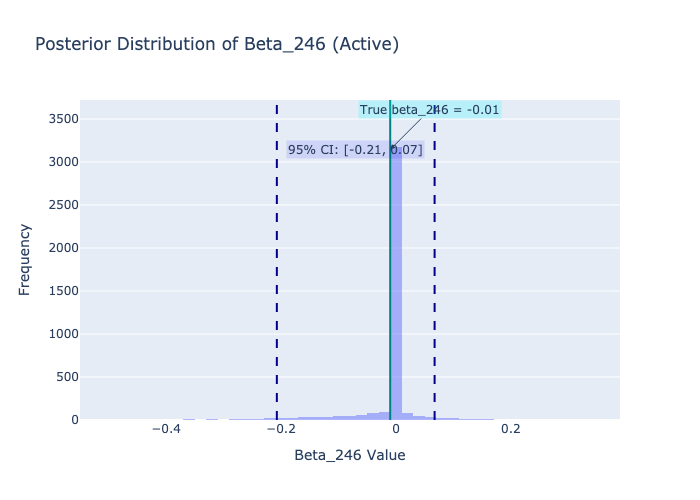 Posterior Distribution of Beta_246 (Active)
True beta_246 = -0.01
95% CI: [-0.21, 0.07]
3500
3000
2500
2000
1500
1000
500
0
Frequency
−0.4
−0.2
0
0.2
Beta_246 Value